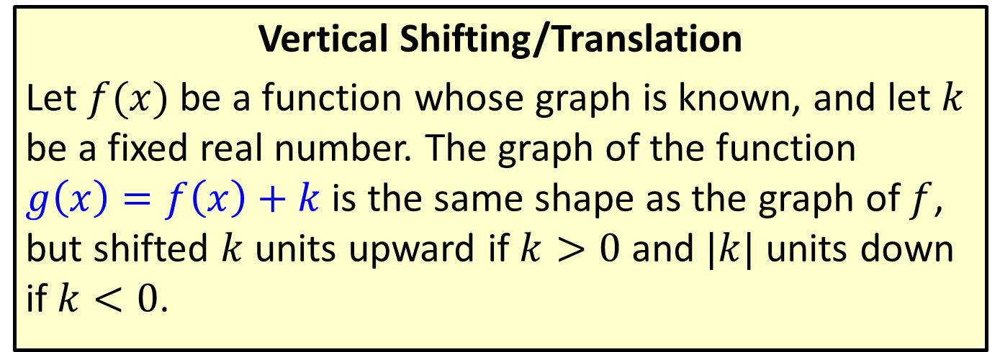 Vertical Shifting/Translation
Let f(x) be a function whose graph is known, and let k
be a fixed real number. The graph of the function
g(x) = f(x) + k is the same shape as the graph of f,
but shifted k units upward if k > 0 and |k| units down
if k < 0.